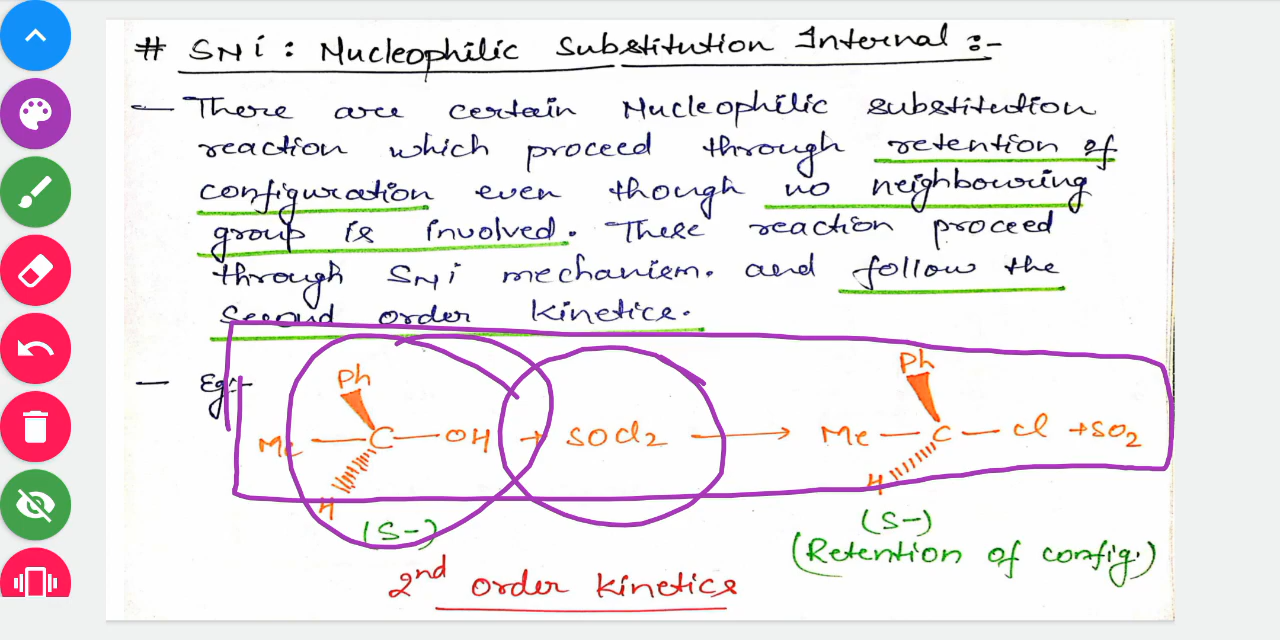 # SNi : Nucleophilic Substitution Internal :-
— There are certain Nucleophilic substitution
reaction which proceed through retention of
configuration even though no neighbouring
group is involved. These reaction proceed
through SNi mechanism. and follow the
second order kinetics.
— Eg:-
Ph
Me — C — OH + SOCl2 → Me — C — Cl + SO2
Ph
H
H
(S-)
(S-)
(Retention of config.)
2nd order kinetics